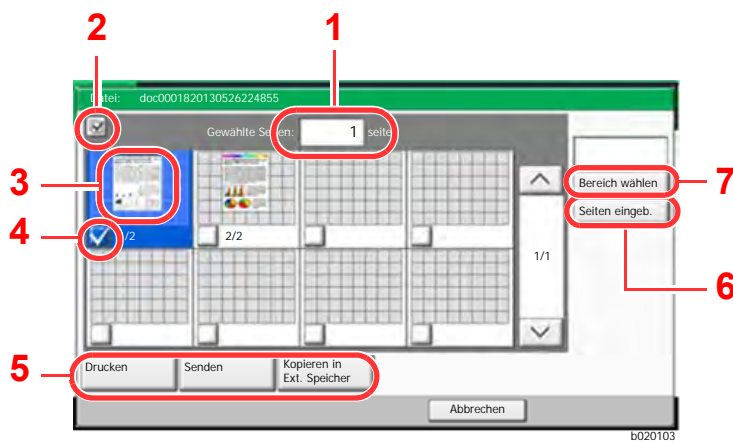 2
1
Datei: doc00018201305262248​55
Gewählte Seiten: 1 seite
3
7
Bereich wählen
Seiten eingeb.
4
1/2
2/2
1/1
6
5
Drucken
Senden
Kopieren in
Ext. Speicher
Abbrechen
b020103